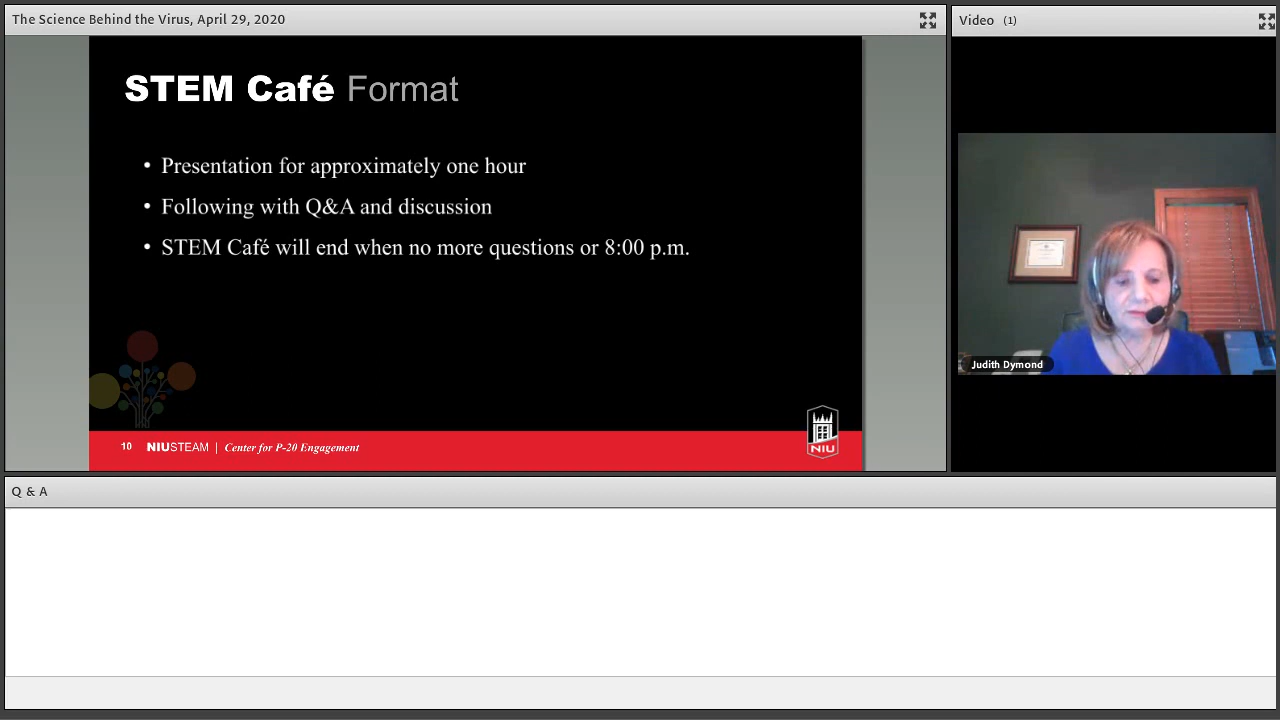 The Science Behind the Virus, April 29, 2020
STEM Café Format
• Presentation for approximately one hour
• Following with Q&A and discussion
• STEM Café will end when no more questions or 8:00 p.m.
10 NIUSTEAM | Center for P-20 Engagement
NIU
Video (1)
Judith Dymond
Q & A